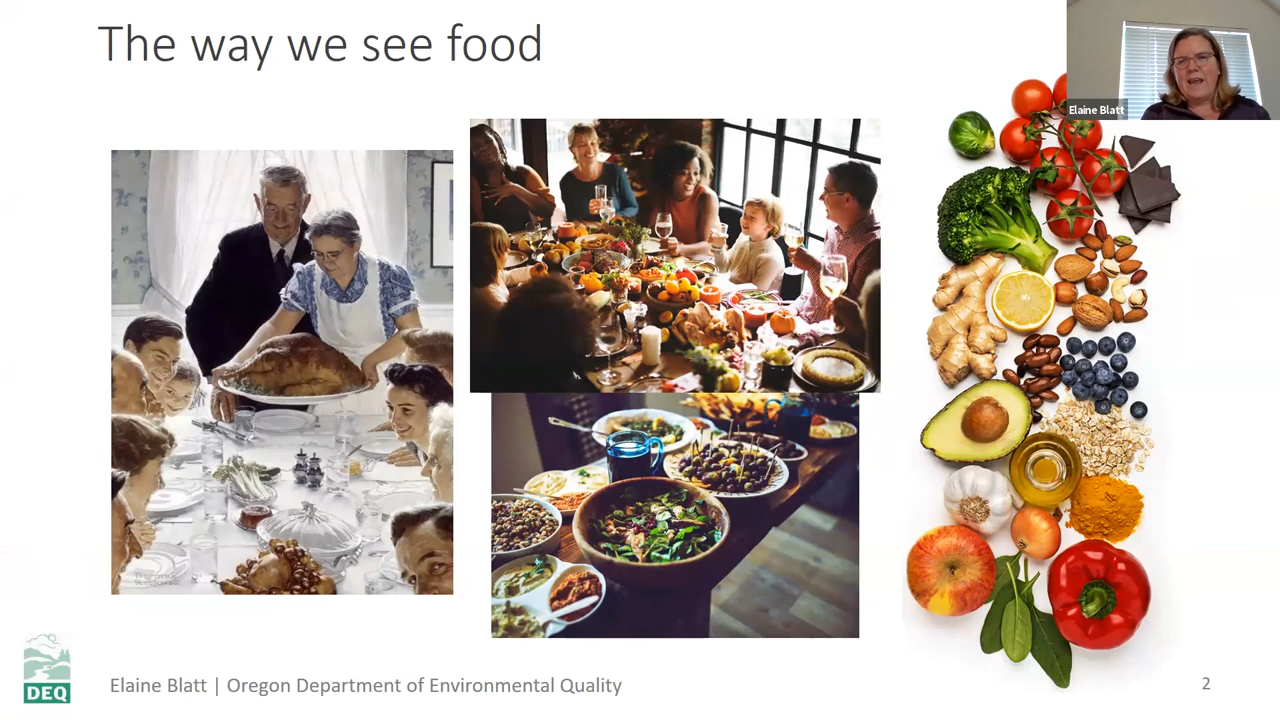 The way we see food
Elaine Blatt
DEQ
Elaine Blatt | Oregon Department of Environmental Quality
2